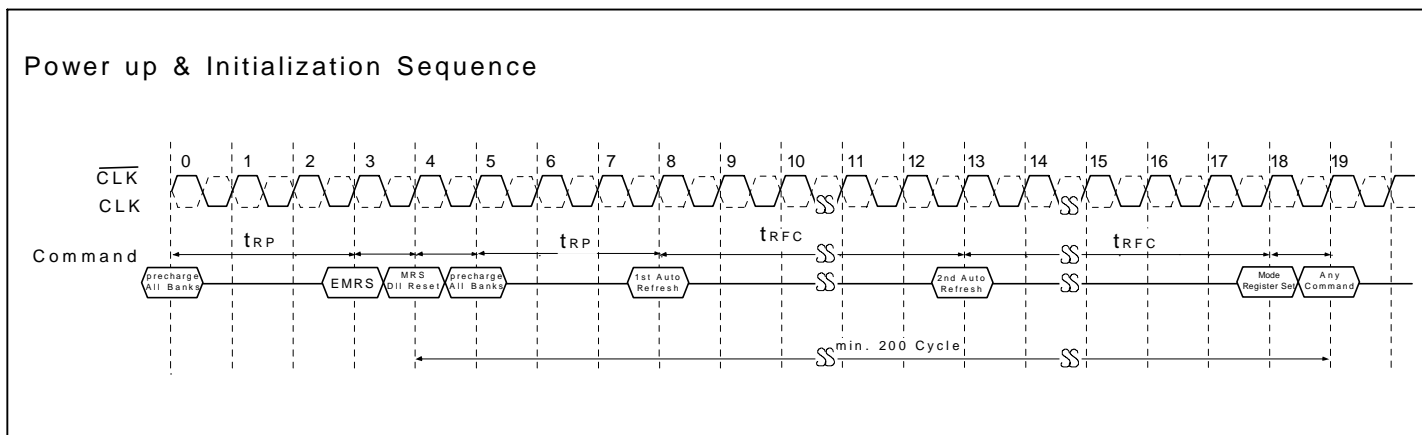 Power up & Initialization Sequence
0 1 2 3 4 5 6 7 8 9 10 11 12 13 14 15 16 17 18 19
CLK
CLK
tRP tRP tRFC tRFC
Command
precharge All Banks
EMRS
MRS Dll Reset
precharge All Banks
1st Auto Refresh
2nd Auto Refresh
Mode Register Set
Any Command
min. 200 Cycle